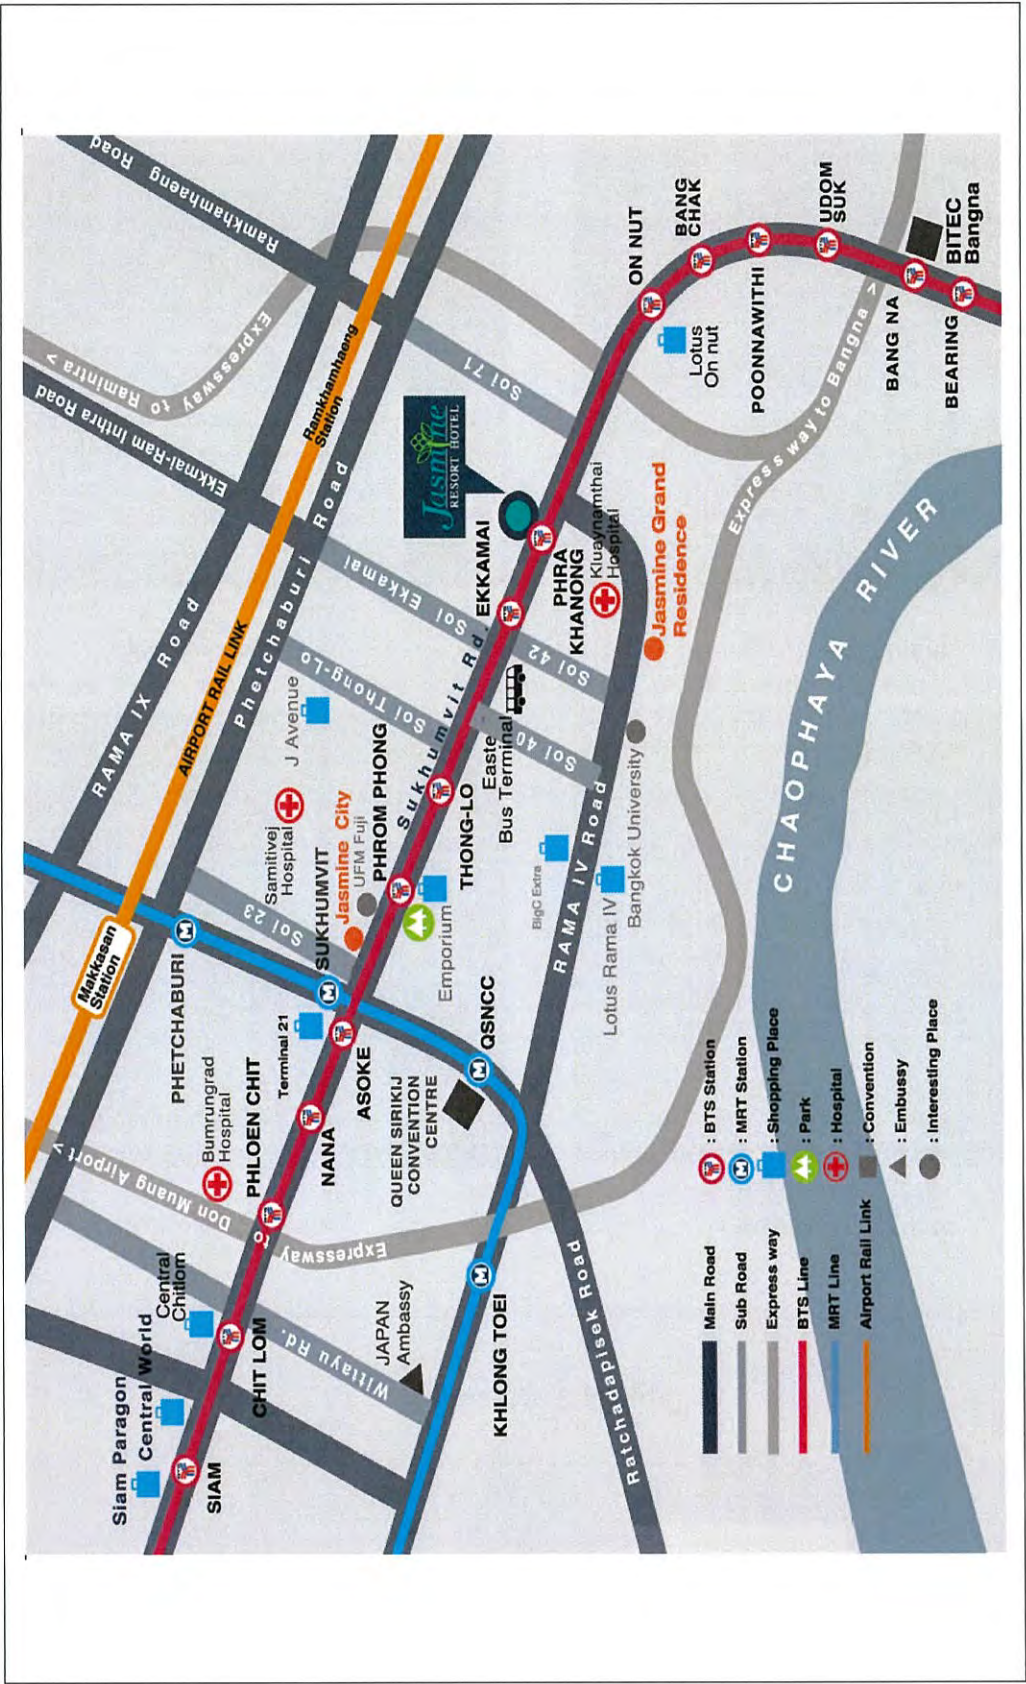 Siam Paragon
Central World
Central
Chitlom
SIAM
CHIT LOM
Wittayu Rd.
JAPAN
Ambassy
KHLONG TOEI
Ratchadapisek Road
Expressway to Don Muang Airport >
Bumrungrad
Hospital
PHLOEN CHIT
NANA
Terminal 21
ASOKE
QUEEN SIRIKIJ
CONVENTION
CENTRE
QSNCC
PHETCHABURI
Makkasan
Station
SUKHUMVIT
Soi 23
Jasmine City
UFM Fuji
PHROM PHONG
Emporium
Samitivej
Hospital
J Avenue
THONG-LO
Sukhumvit Rd.
Soi Thong-Lo
Soi Ekkamai
EKKAMAI
Easte
Bus Terminal
Soi 40
Soi 42
BigC Extra
Lotus Rama IV
RAMA IV Road
Bangkok University
RAMA IX Road
AIRPORT RAIL LINK
Phetchaburi Road
Ekkmai-Ram Inthra Road
Expressway to Ramintra >
Ramkhamhaeng Road
Ramkhamhaeng
Station
Soi 71
Jasmine
RESORT HOTEL
PHRA
KHANONG
Kluaynamthai
Hospital
Jasmine Grand
Residence
ON NUT
Lotus
On nut
BANG
CHAK
POONNAWITHI
UDOM
SUK
BANG NA
BITEC
Bangna
BEARING
Express way to Bangna >
CHAOPHAYA RIVER
Main Road
Sub Road
Express way
BTS Line
MRT Line
Airport Rail Link
: BTS Station
: MRT Station
: Shopping Place
: Park
: Hospital
: Convention
: Embussy
: Interesting Place